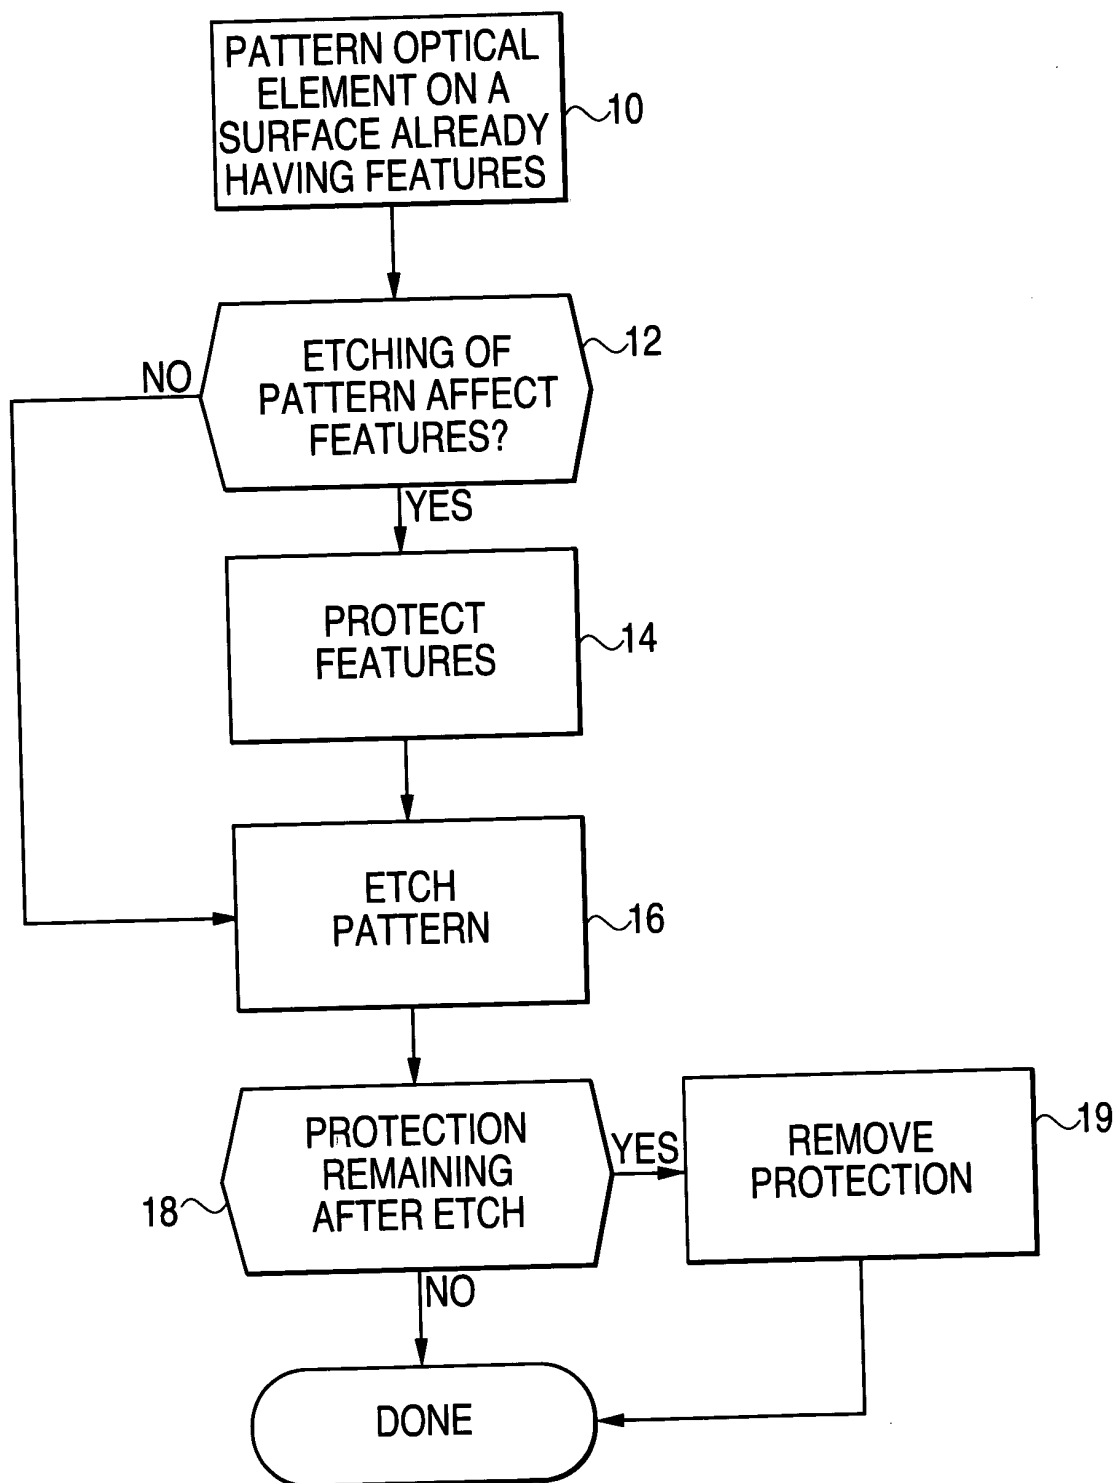 PATTERN OPTICAL
ELEMENT ON A
SURFACE ALREADY
HAVING FEATURES
10
ETCHING OF
PATTERN AFFECT
FEATURES?
12
NO
YES
PROTECT
FEATURES
14
ETCH
PATTERN
16
PROTECTION
REMAINING
AFTER ETCH
18
YES
REMOVE
PROTECTION
19
NO
DONE